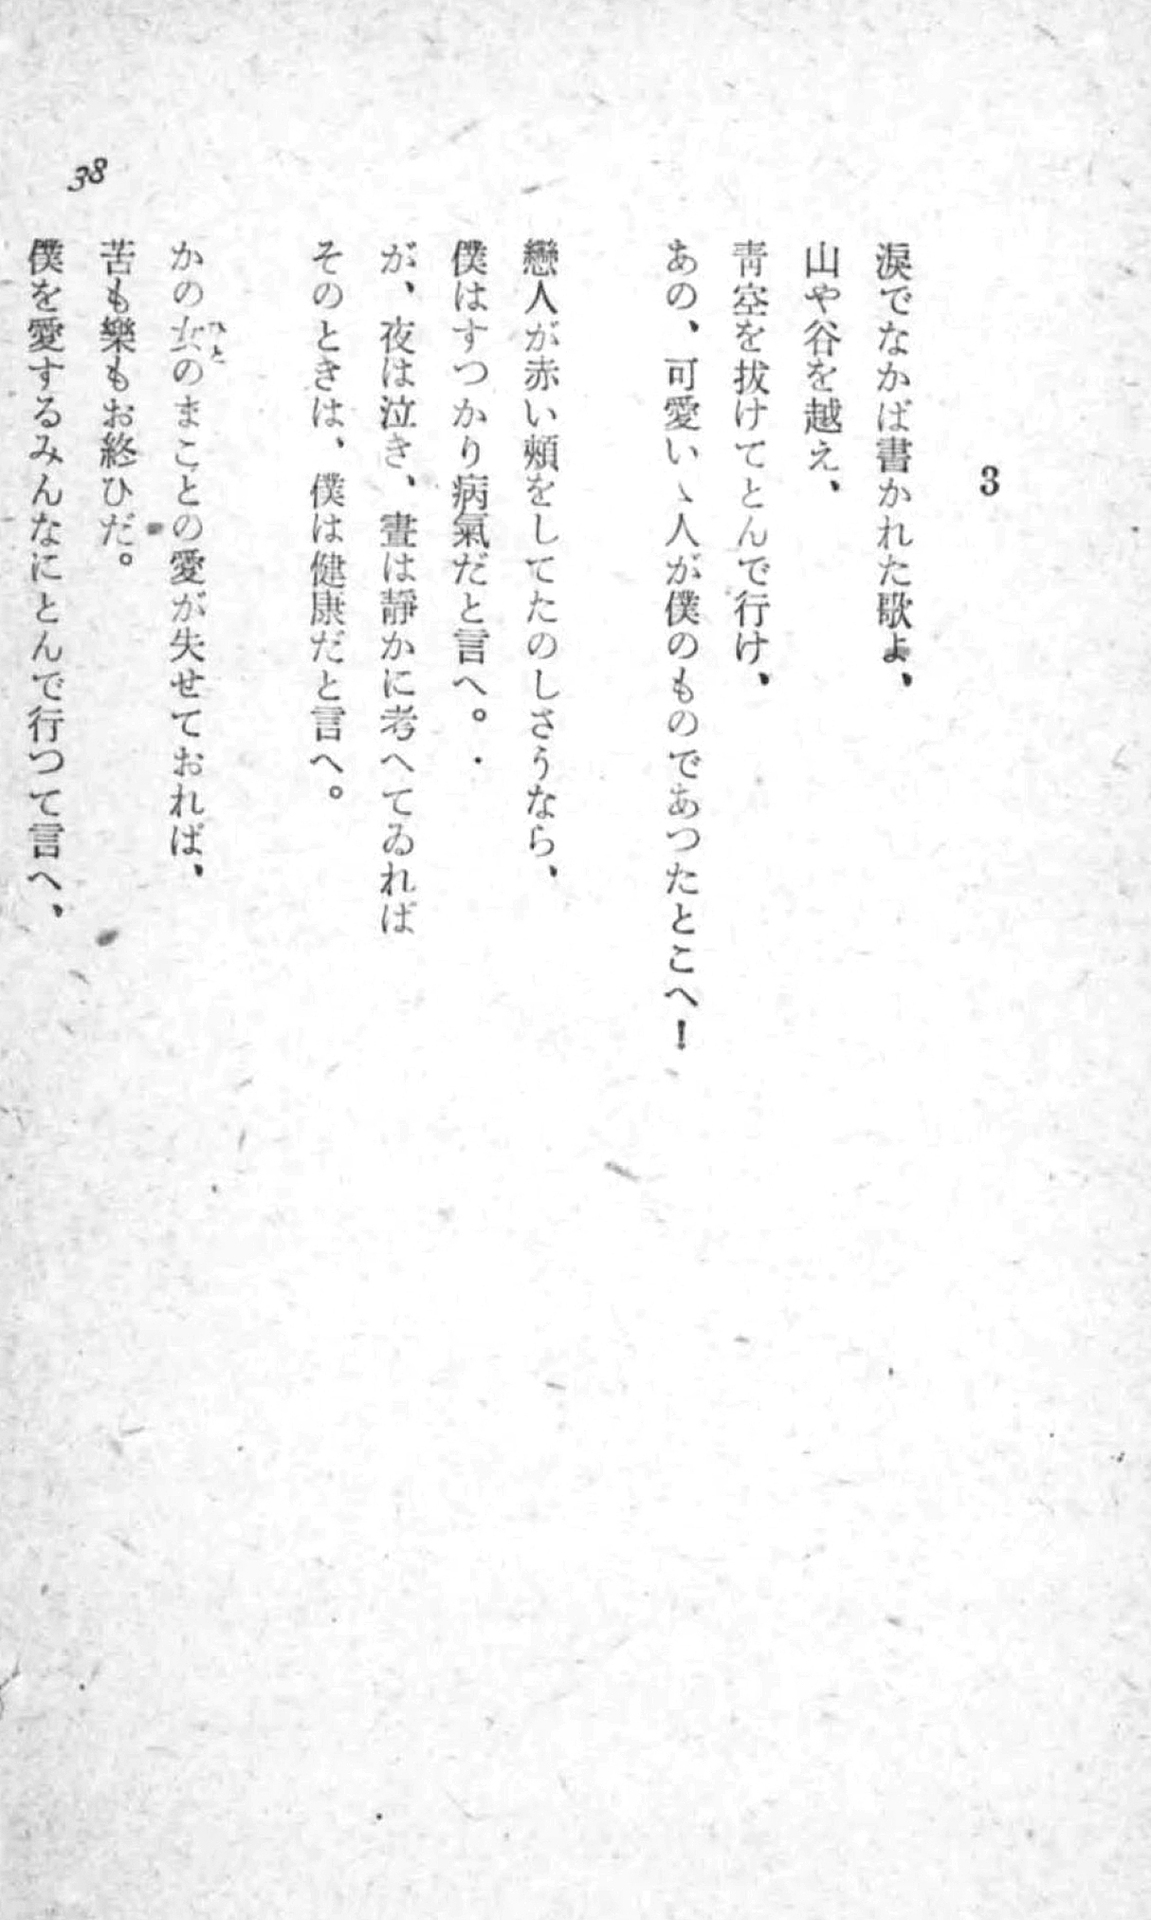 3
涙でなかば書かれた歌よ、
山や谷を越え、
靑空を拔けてとんで行け、
あの、可愛いゝ人が僕のものであつたとこへ！
戀人が赤い頰をしてたのしさうなら、
僕はすつかり病氣だと言へ。
が、夜は泣き、晝は靜かに考へてゐれば
そのときは、僕は健康だと言へ。
かの女のまことの愛が失せておれば、
ひと
苦も樂もお終ひだ。
僕を愛するみんなにとんで行つて言へ、
38